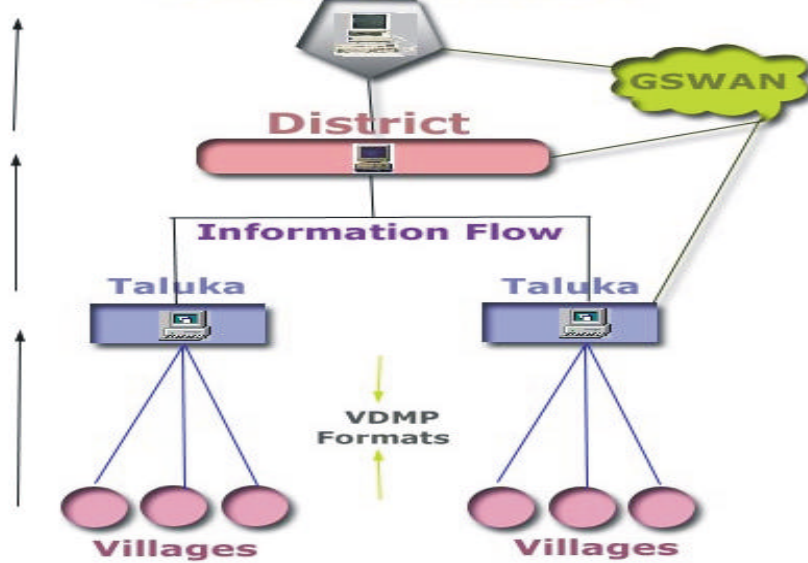 GSWAN
District
Information Flow
Taluka
Taluka
VDMP
Formats
Villages
Villages